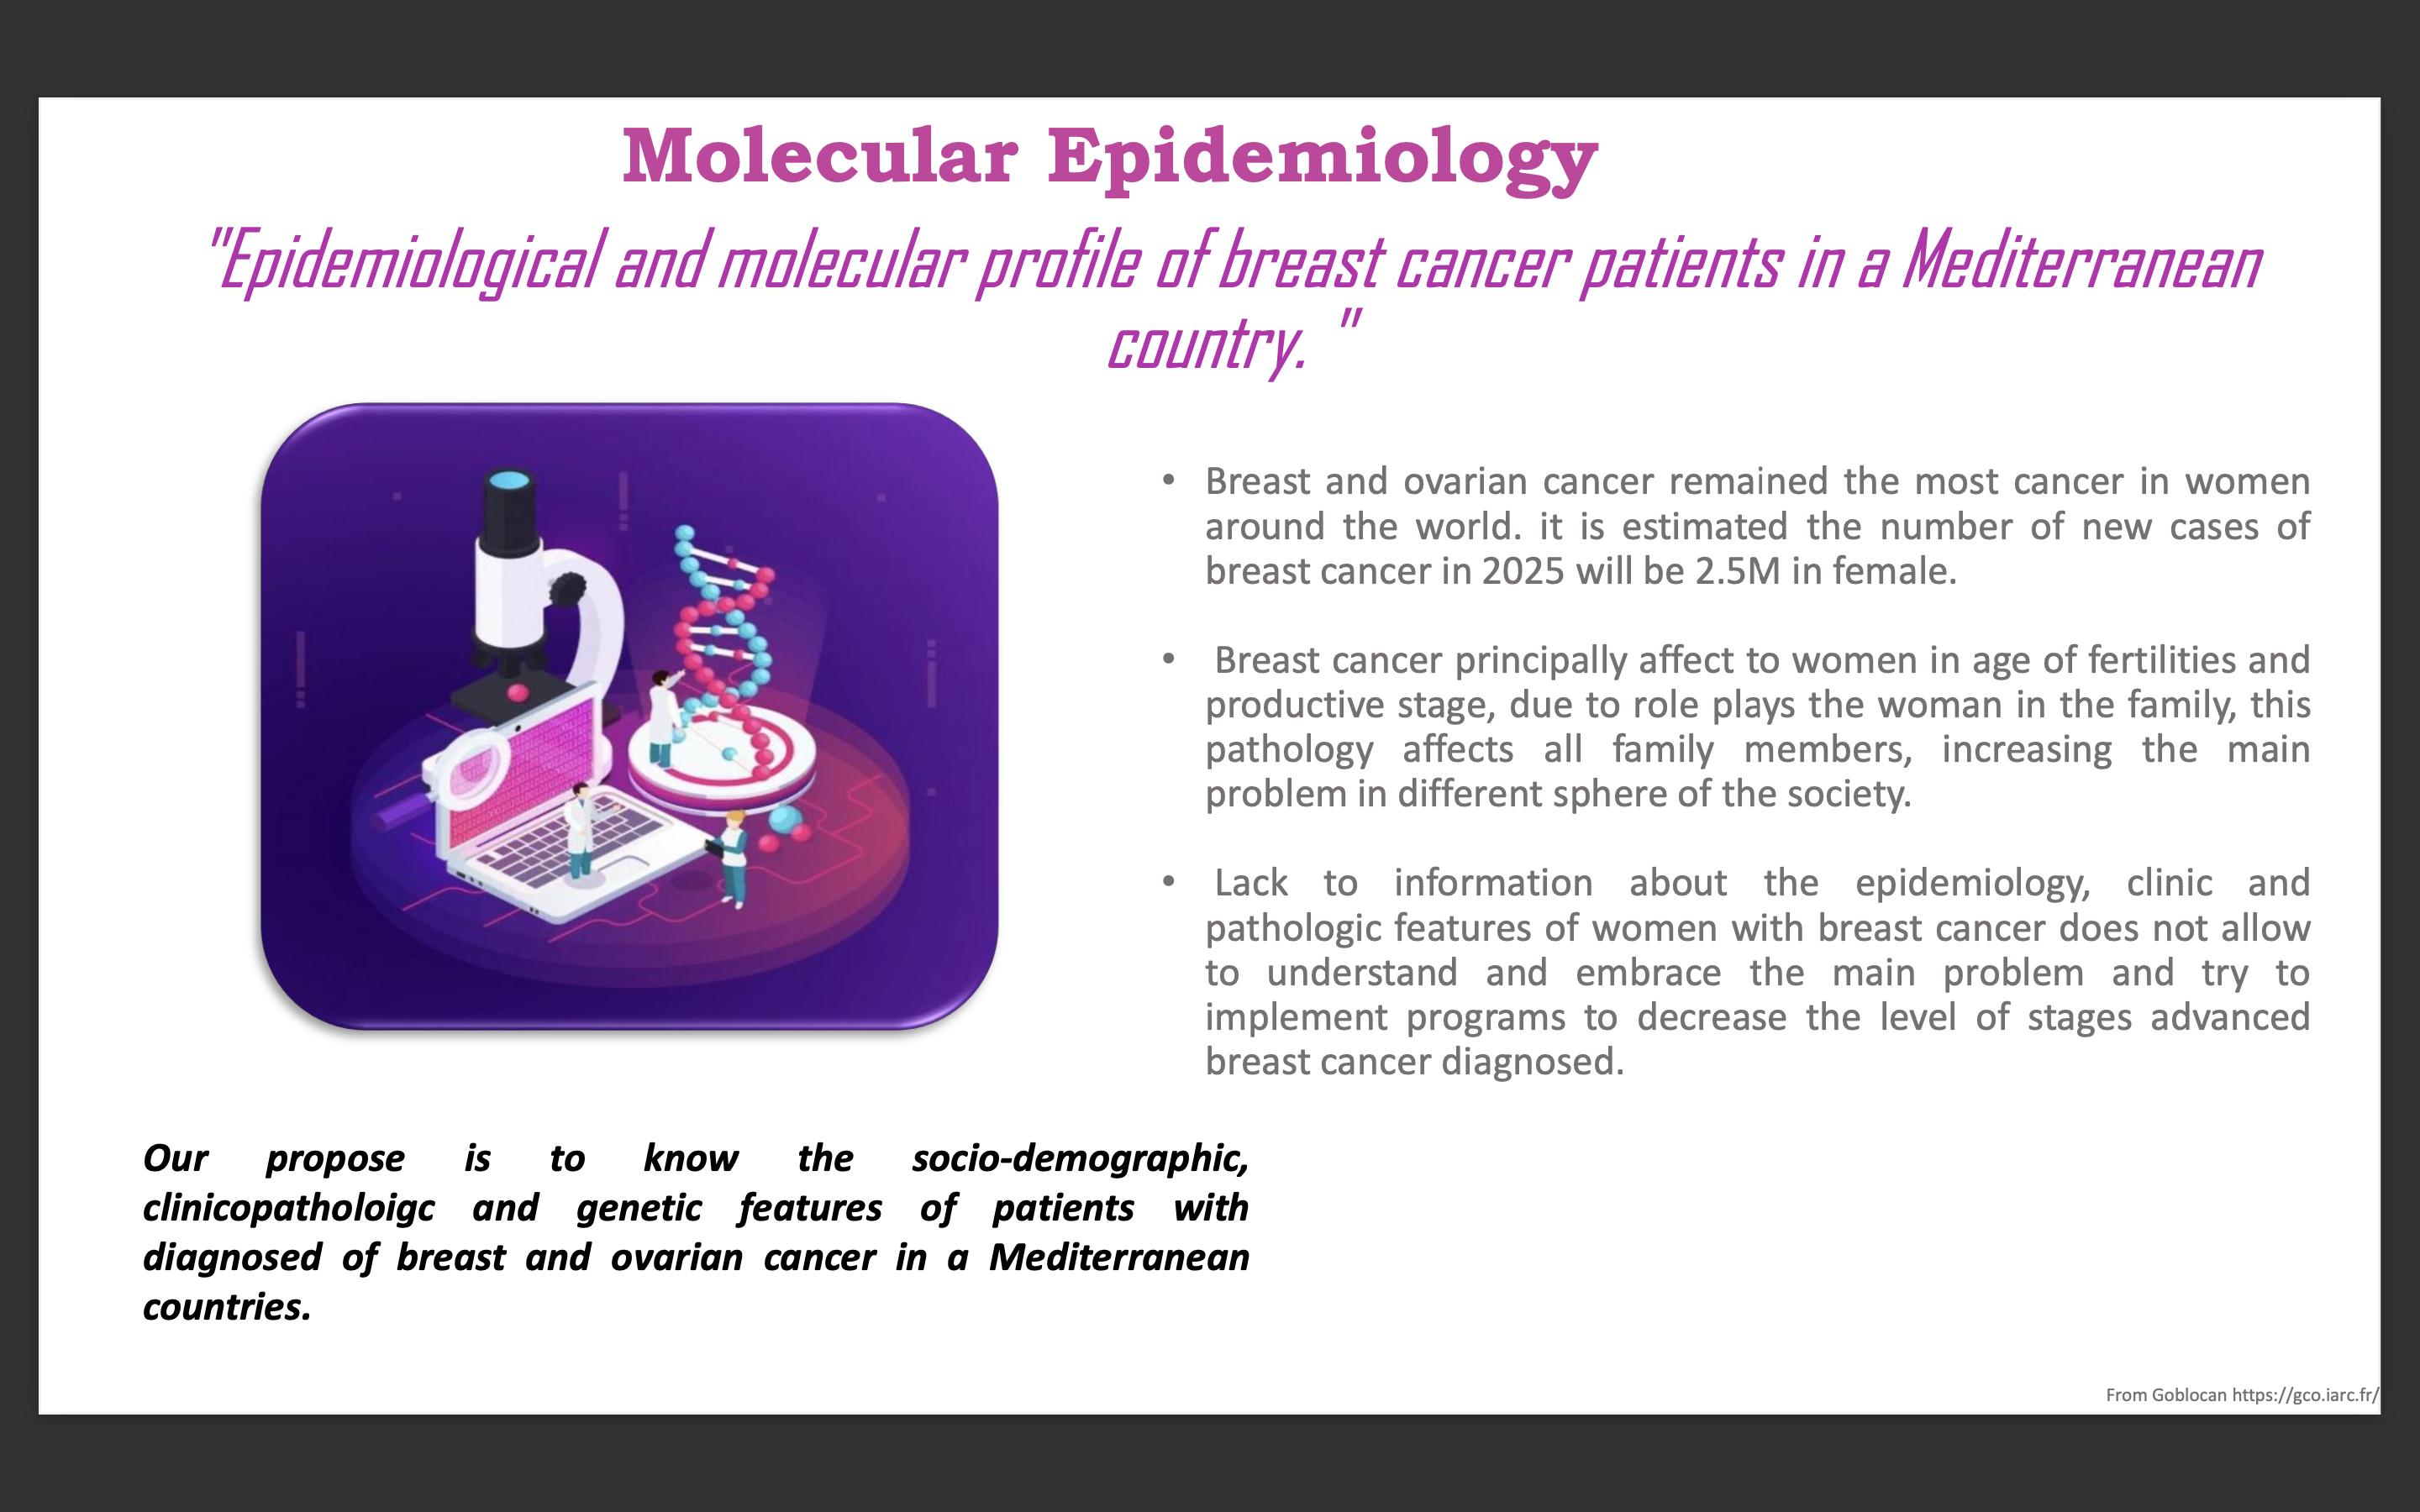 Molecular Epidemiology
"Epidemiological and molecular profile of breast cancer patients in a Mediterranean
country. "
• Breast and ovarian cancer remained the most cancer in women
around the world. it is estimated the number of new cases of
breast cancer in 2025 will be 2.5M in female.
• Breast cancer principally affect to women in age of fertilities and
productive stage, due to role plays the woman in the family, this
pathology affects all family members, increasing the main
problem in different sphere of the society.
• Lack to information about the epidemiology, clinic and
pathologic features of women with breast cancer does not allow
to understand and embrace the main problem and try to
implement programs to decrease the level of stages advanced
breast cancer diagnosed.
Our propose is to know the socio-demographic,
clinicopatholoigc and genetic features of patients with
diagnosed of breast and ovarian cancer in a Mediterranean
countries.
From Goblocan https://gco.iarc.fr/